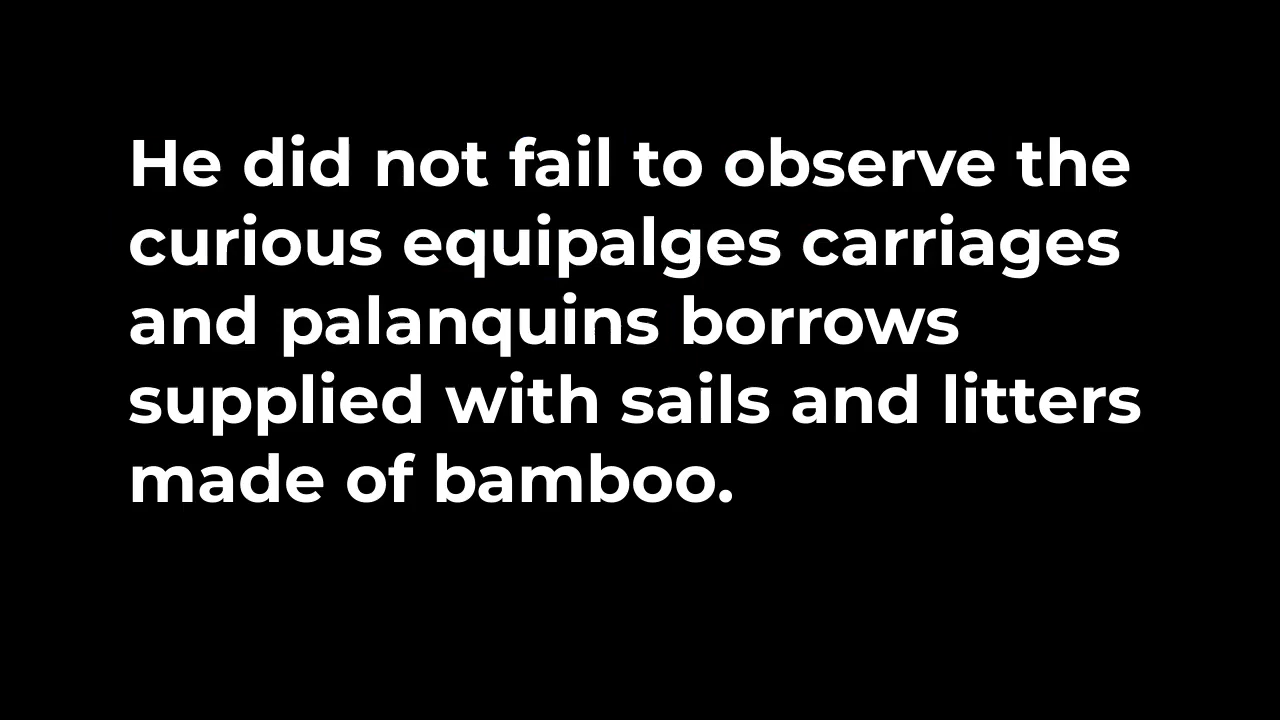 He did not fail to observe the
curious equipalges carriages
and palanquins borrows
supplied with sails and litters
made of bamboo.